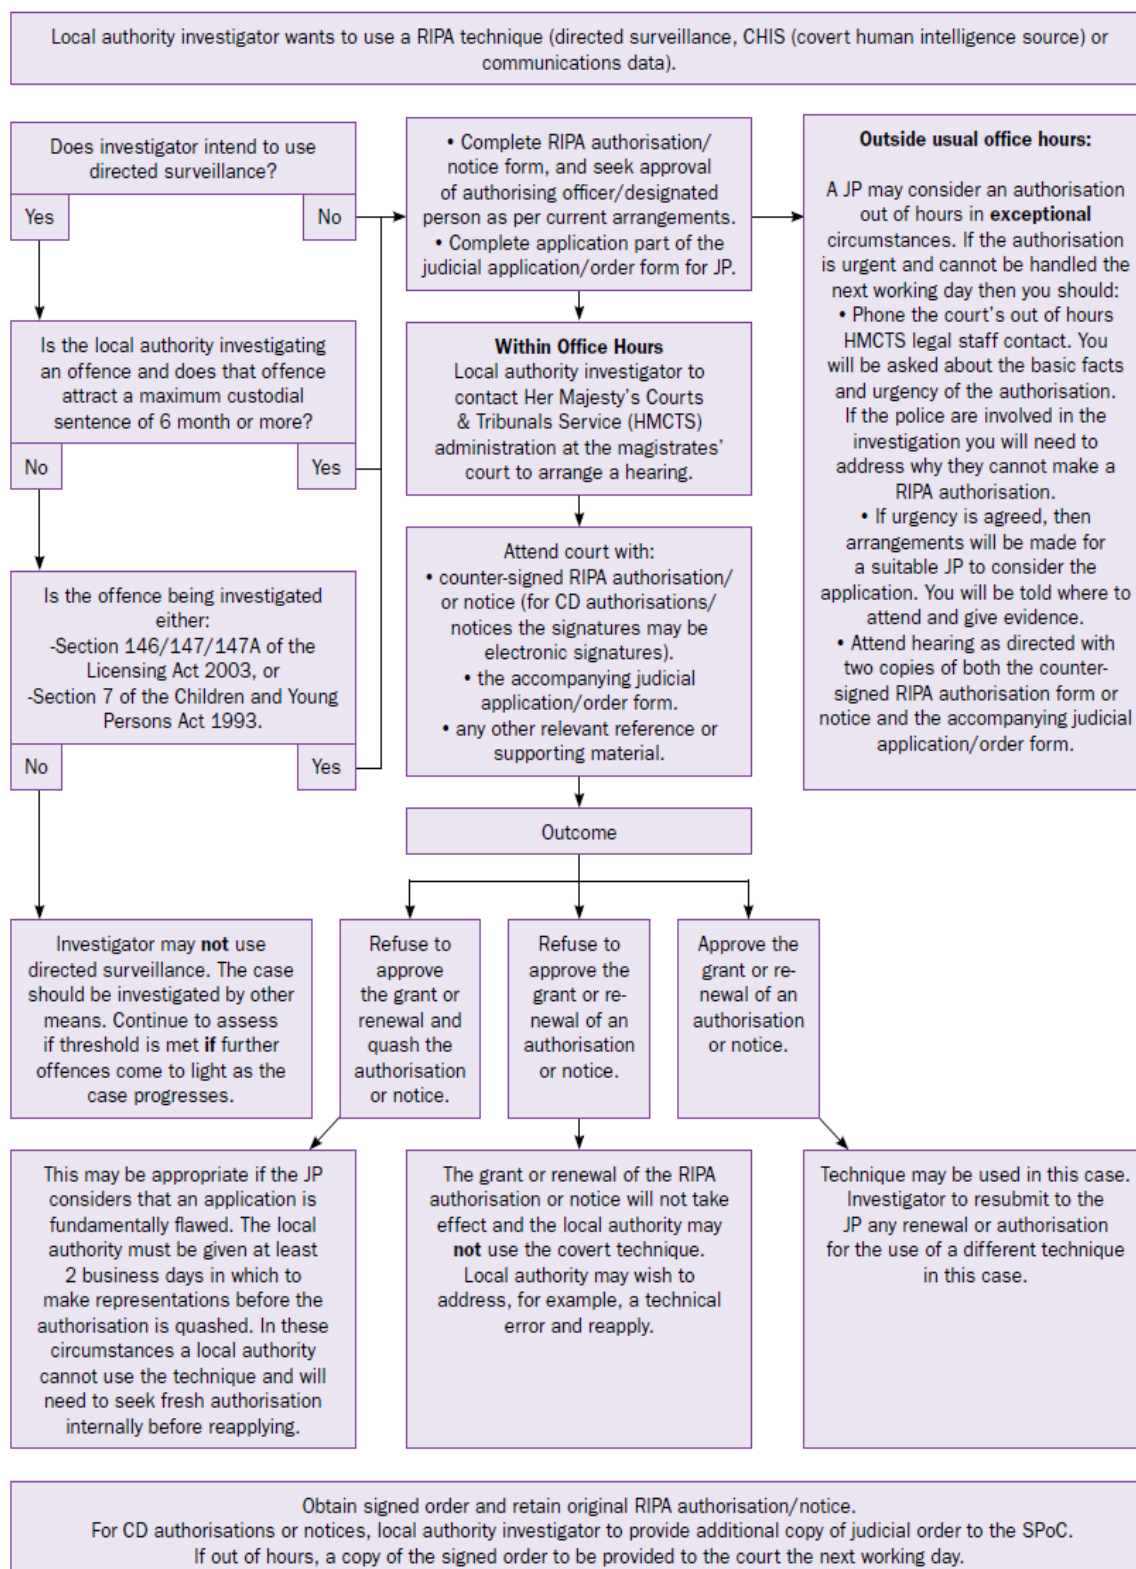 Local authority investigator wants to use a RIPA technique (directed surveillance, CHIS (covert human intelligence source) or
communications data).
Does investigator intend to use
directed surveillance?
Yes
No
Is the local authority investigating
an offence and does that offence
attract a maximum custodial
sentence of 6 month or more?
No
Yes
Is the offence being investigated
either:
-Section 146/147/147A of the
Licensing Act 2003, or
-Section 7 of the Children and Young
Persons Act 1993.
No
Yes
Investigator may not use
directed surveillance. The case
should be investigated by other
means. Continue to assess
if threshold is met if further
offences come to light as the
case progresses.
• Complete RIPA authorisation/
notice form, and seek approval
of authorising officer/designated
person as per current arrangements.
• Complete application part of the
judicial application/order form for JP.
Within Office Hours
Local authority investigator to
contact Her Majesty's Courts
& Tribunals Service (HMCTS)
administration at the magistrates'
court to arrange a hearing.
Attend court with:
• counter-signed RIPA authorisation/
or notice (for CD authorisations/
notices the signatures may be
electronic signatures).
• the accompanying judicial
application/order form.
• any other relevant reference or
supporting material.
Outside usual office hours:
A JP may consider an authorisation
out of hours in exceptional
circumstances. If the authorisation
is urgent and cannot be handled the
next working day then you should:
• Phone the court's out of hours
HMCTS legal staff contact. You
will be asked about the basic facts
and urgency of the authorisation.
If the police are involved in the
investigation you will need to
address why they cannot make a
RIPA authorisation.
• If urgency is agreed, then
arrangements will be made for
a suitable JP to consider the
application. You will be told where to
attend and give evidence.
• Attend hearing as directed with
two copies of both the counter-
signed RIPA authorisation form or
notice and the accompanying judicial
application/order form.
Outcome
Refuse to
approve
the grant or
renewal and
quash the
authorisation
or notice.
Refuse to
approve the
grant or re-
newal of an
authorisation
or notice.
Approve the
grant or re-
newal of an
authorisation
or notice.
This may be appropriate if the JP
considers that an application is
fundamentally flawed. The local
authority must be given at least
2 business days in which to
make representations before the
authorisation is quashed. In these
circumstances a local authority
cannot use the technique and will
need to seek fresh authorisation
internally before reapplying.
The grant or renewal of the RIPA
authorisation or notice will not take
effect and the local authority may
not use the covert technique.
Local authority may wish to
address, for example, a technical
error and reapply.
Technique may be used in this case.
Investigator to resubmit to the
JP any renewal or authorisation
for the use of a different technique
in this case.
Obtain signed order and retain original RIPA authorisation/notice.
For CD authorisations or notices, local authority investigator to provide additional copy of judicial order to the SPoC.
If out of hours, a copy of the signed order to be provided to the court the next working day.